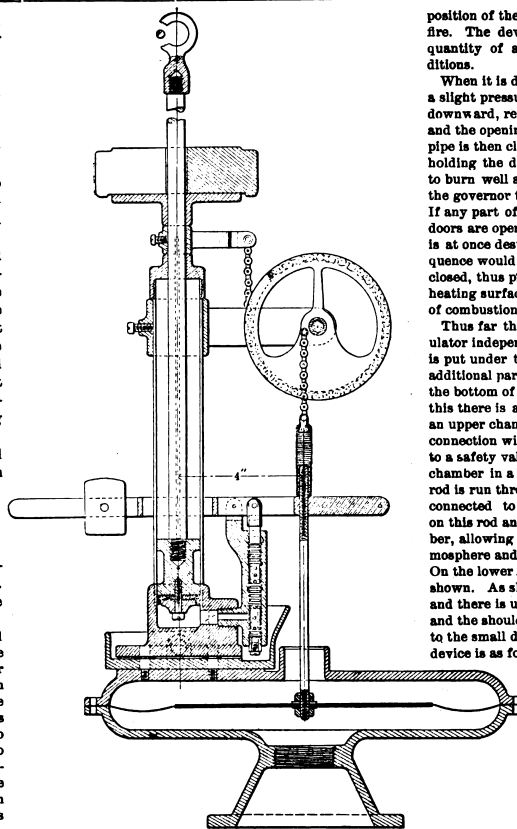 4"
position of the
fire. The dev
quantity of a
ditions.
When it is d
a slight pressu
downward, re
and the openin
pipe is then cl
holding the d
to burn well a
the governor t
If any part of
doors are open
is at once des
quence would
closed, thus p
heating surfac
of combustion
Thus far th
ulator indepen
is put under t
additional par
the bottom of
this there is a
an upper cham
connection wi
to a safety val
chamber in a
rod is run thr
connected to
on this rod an
ber, allowing
mosphere and
On the lower
shown. As s
and there is u
and the shoul
to the small d
device is as fo